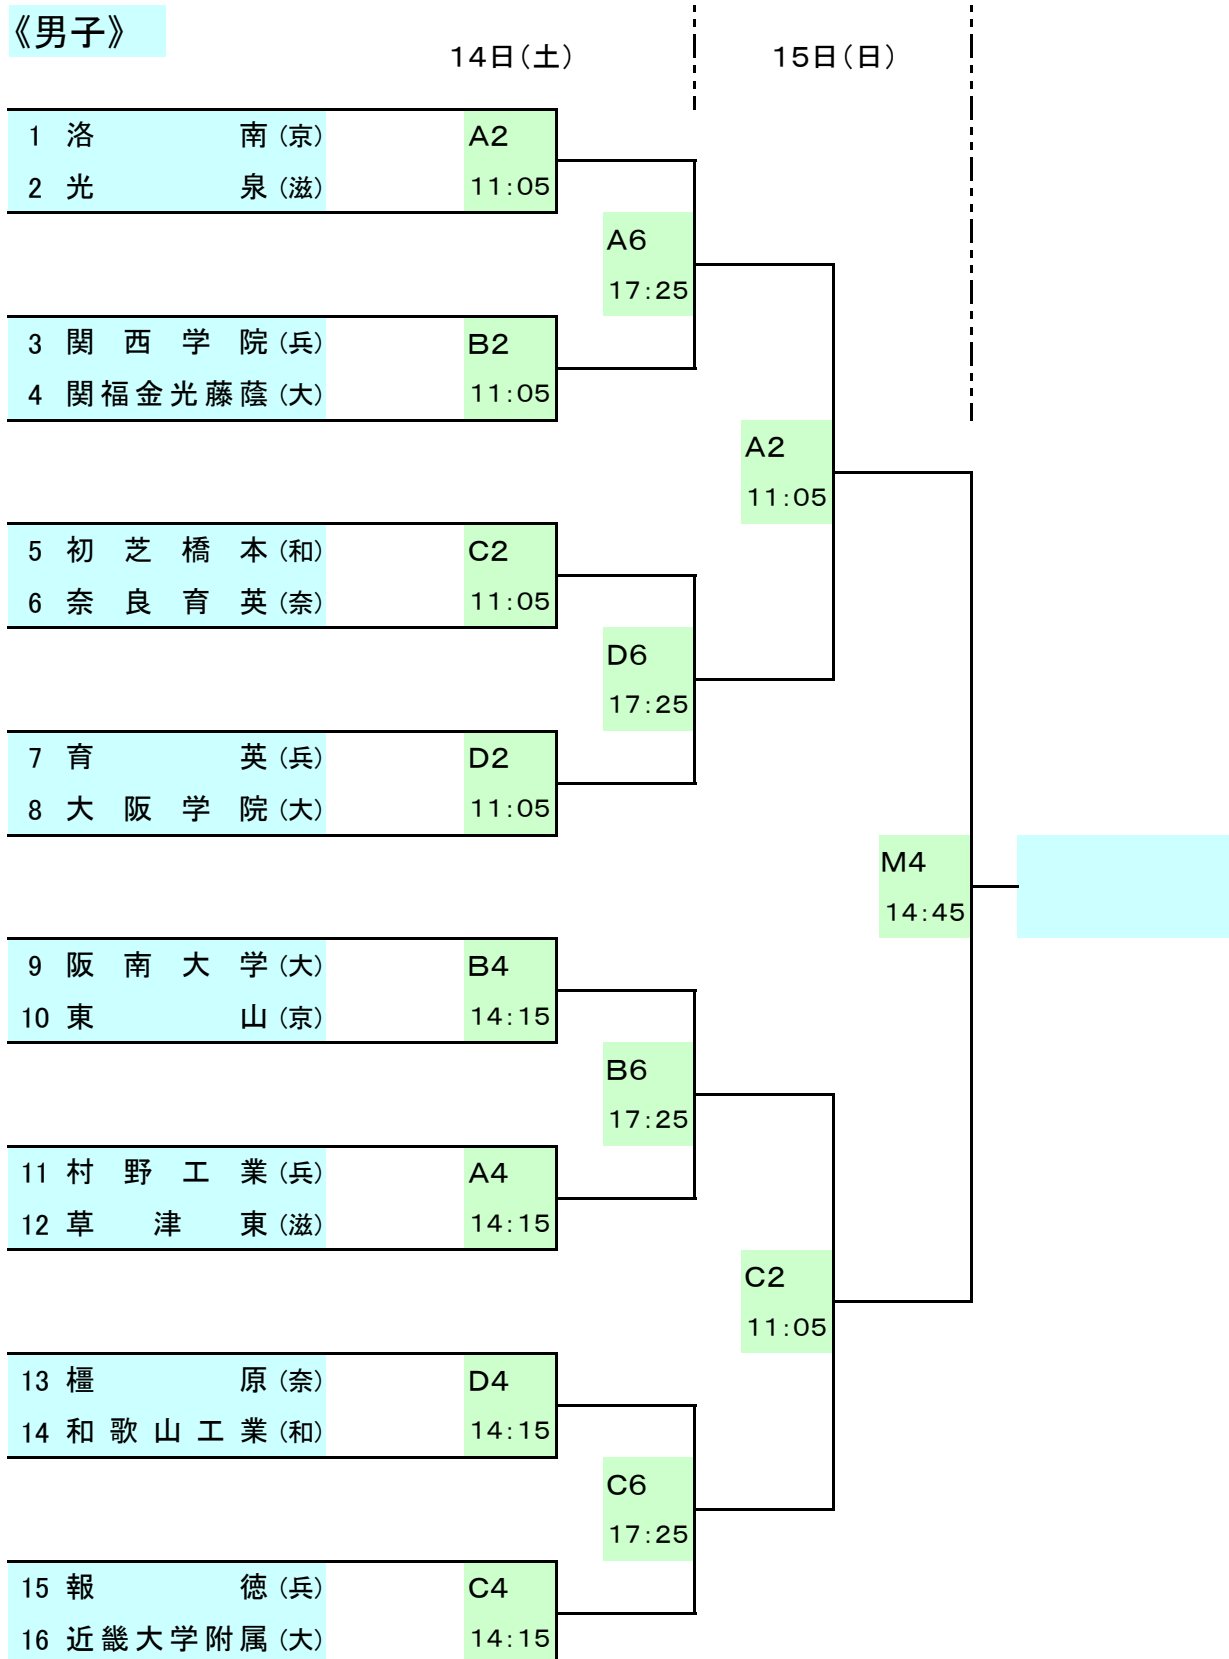 《男子》
14日(土) 15日(日)
1 洛南(京) A2
2 光泉(滋) 11:05
A6
17:25
3 関西学院(兵) B2
4 関福金光藤蔭(大) 11:05
A2
11:05
5 初芝橋本(和) C2
6 奈良育英(奈) 11:05
D6
17:25
7 育英(兵) D2
8 大阪学院(大) 11:05
M4
14:45
9 阪南大学(大) B4
10 東山(京) 14:15
B6
17:25
11 村野工業(兵) A4
12 草津東(滋) 14:15
C2
11:05
13 橿原(奈) D4
14 和歌山工業(和) 14:15
C6
17:25
15 報徳(兵) C4
16 近畿大学附属(大) 14:15